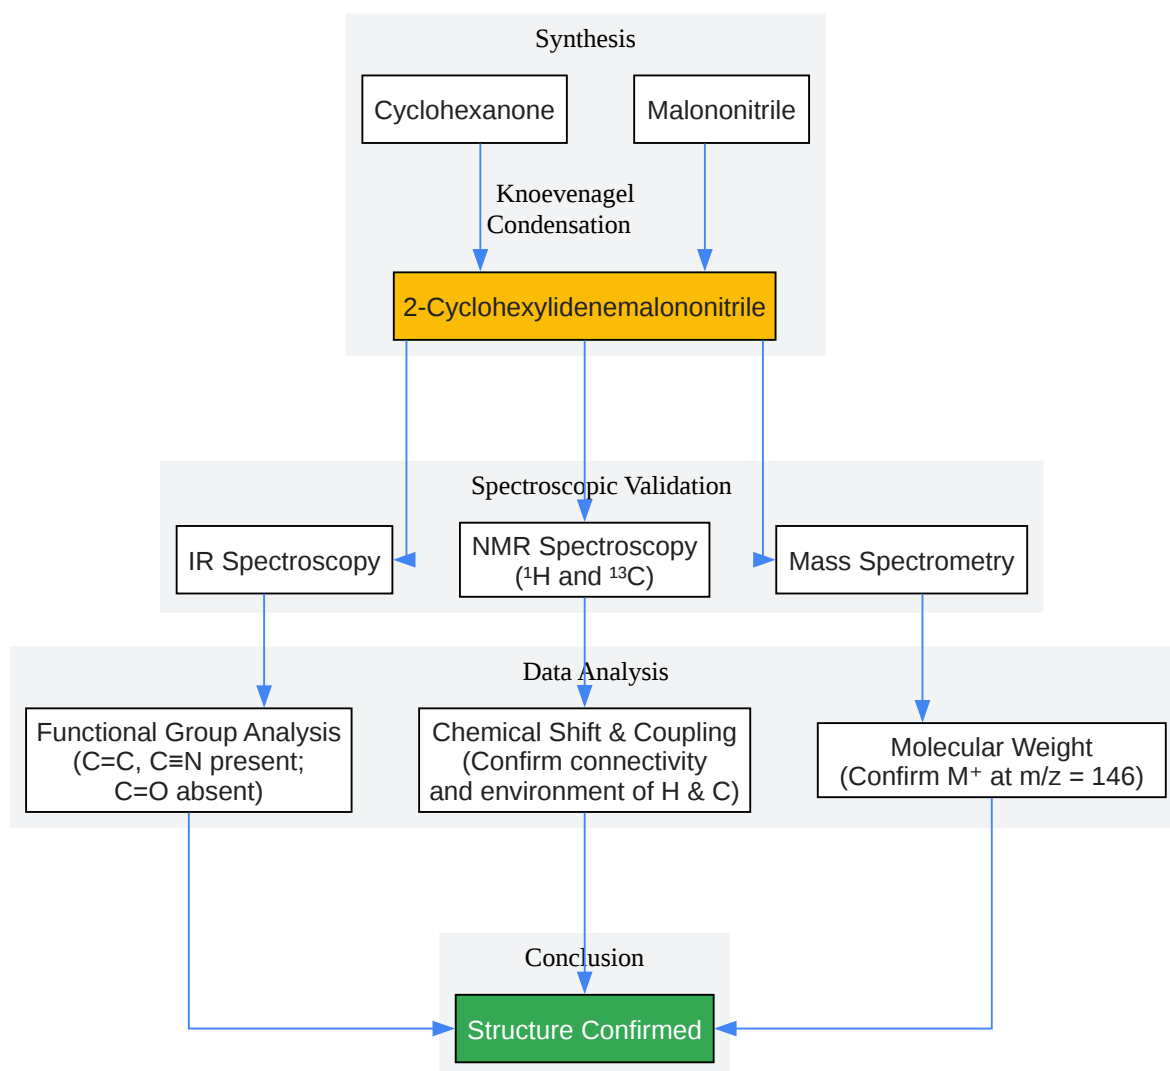 Synthesis
Cyclohexanone
Malononitrile
Knoevenagel
Condensation
2-Cyclohexylidenemalononitrile
Spectroscopic Validation
IR Spectroscopy
NMR Spectroscopy
(¹H and ¹³C)
Mass Spectrometry
Data Analysis
Functional Group Analysis
(C=C, C≡N present;
C=O absent)
Chemical Shift & Coupling
(Confirm connectivity
and environment of H & C)
Molecular Weight
(Confirm M⁺ at m/z = 146)
Conclusion
Structure Confirmed